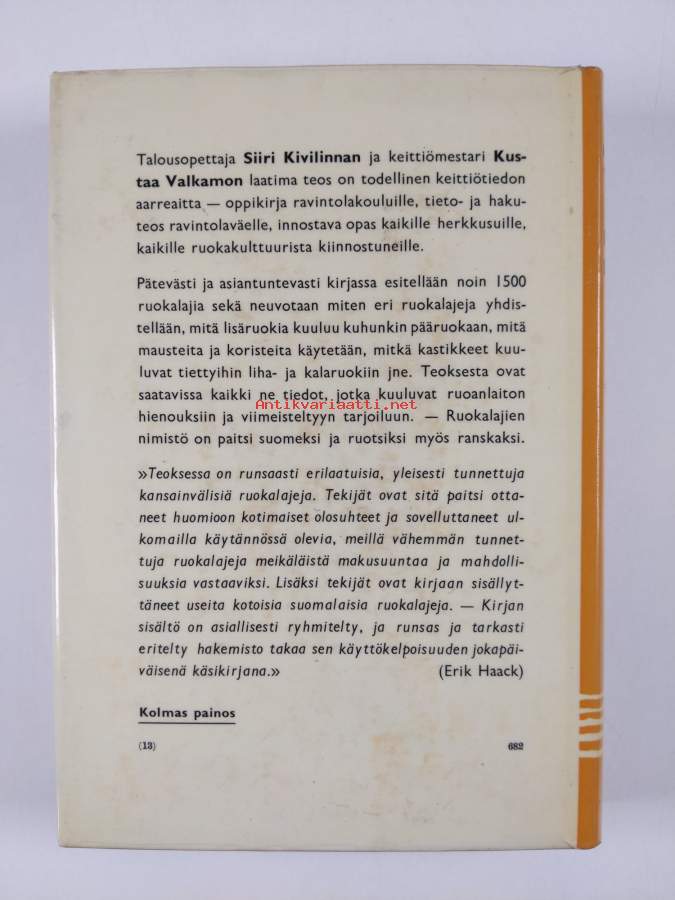 Talousopettaja Siiri Kivilinnan ja keittiömestari Kus-
taa Valkamon laatima teos on todellinen keittiötiedon
aarreaitta — oppikirja ravintolakouluille, tieto- ja haku-
teos ravintolaväelle, innostava opas kaikille herkkusuille,
kaikille ruokakulttuurista kiinnostuneille.
Pätevästi ja asiantuntevasti kirjassa esitellään noin 1500
ruokalajia sekä neuvotaan miten eri ruokalajeja yhdis-
tellään, mitä lisäruokia kuuluu kuhunkin pääruokaan, mitä
mausteita ja koristeita käytetään, mitkä kastikkeet kuu-
luvat tiettyihin liha- ja kalaruokiin jne. Teoksesta ovat
saatavissa kaikki ne tiedot, jotka kuuluvat ruoanlaiton
Antikvariaatti.net
hienouksiin ja viimeisteltyyn tarjoiluun. — Ruokalajien
nimistö on paitsi suomeksi ja ruotsiksi myös ranskaksi.
»Teoksessa on runsaasti erilaatuisia, yleisesti tunnettuja
kansainvälisiä ruokalajeja. Tekijät ovat sitä paitsi otta-
neet huomioon kotimaiset olosuhteet ja sovelluttaneet ul-
komailla käytännössä olevia, meillä vähemmän tunnet-
tuja ruokalajeja meikäläistä makusuuntaa ja mahdolli-
suuksia vastaaviksi. Lisäksi tekijät ovat kirjaan sisällyt-
täneet useita kotoisia suomalaisia ruokalajeja. — Kirjan
sisältö on asiallisesti ryhmitelty, ja runsas ja tarkasti
eritelty hakemisto takaa sen käyttökelpoisuuden jokapäi-
väisenä käsikirjana.» (Erik Haack)
Kolmas painos
(13) 682